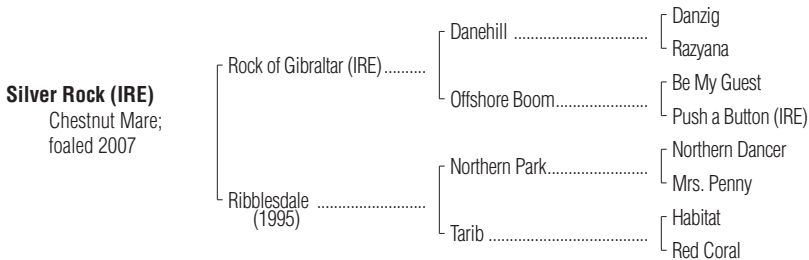 Danzig
Danehill ................................
Razyana
Rock of Gibraltar (IRE)..........
Be My Guest
Silver Rock (IRE)
Offshore Boom......................
Chestnut Mare;
Push a Button (IRE)
foaled 2007
Northern Dancer
Northern Park........................
Mrs. Penny
Ribblesdale ..........................
(1995)
Habitat
Tarib ......................................
Red Coral